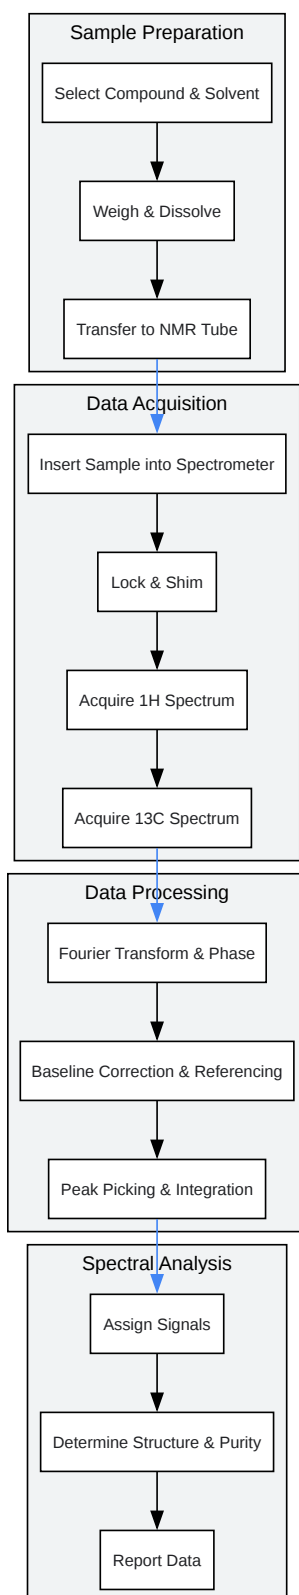 Sample Preparation
Select Compound & Solvent
Weigh & Dissolve
Transfer to NMR Tube
Data Acquisition
Insert Sample into Spectrometer
Lock & Shim
Acquire 1H Spectrum
Acquire 13C Spectrum
Data Processing
Fourier Transform & Phase
Baseline Correction & Referencing
Peak Picking & Integration
Spectral Analysis
Assign Signals
Determine Structure & Purity
Report Data